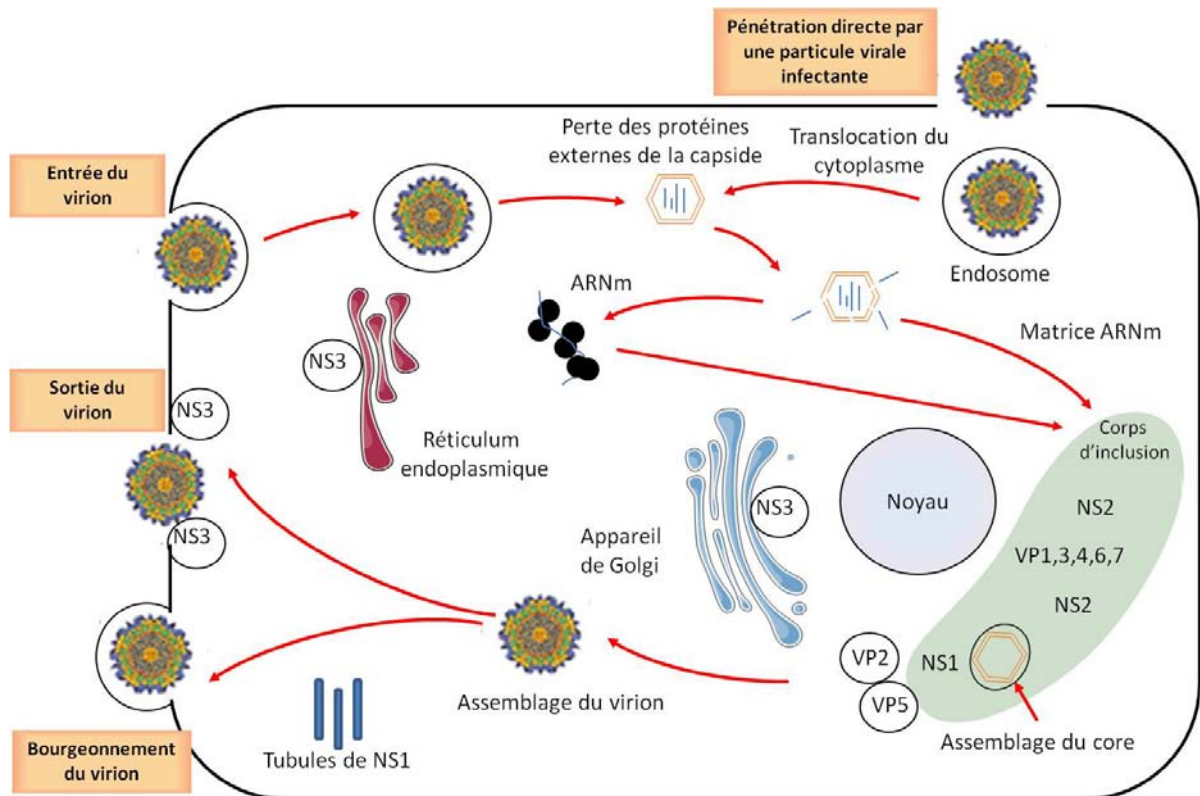 Pénétration directe par
une particule virale
infectante
Entrée du
virion
Perte des protéines
externes de la capside
Translocation du
cytoplasme
Endosome
ARNm
Matrice ARNm
NS3
Réticulum
endoplasmique
Sortie du
virion
NS3
NS3
Appareil
de Golgi
NS3
Noyau
Corps
d'inclusion
NS2
VP1,3,4,6,7
NS2
NS1
VP2
VP5
Assemblage du core
Assemblage du virion
Tubules de NS1
Bourgeonnement
du virion